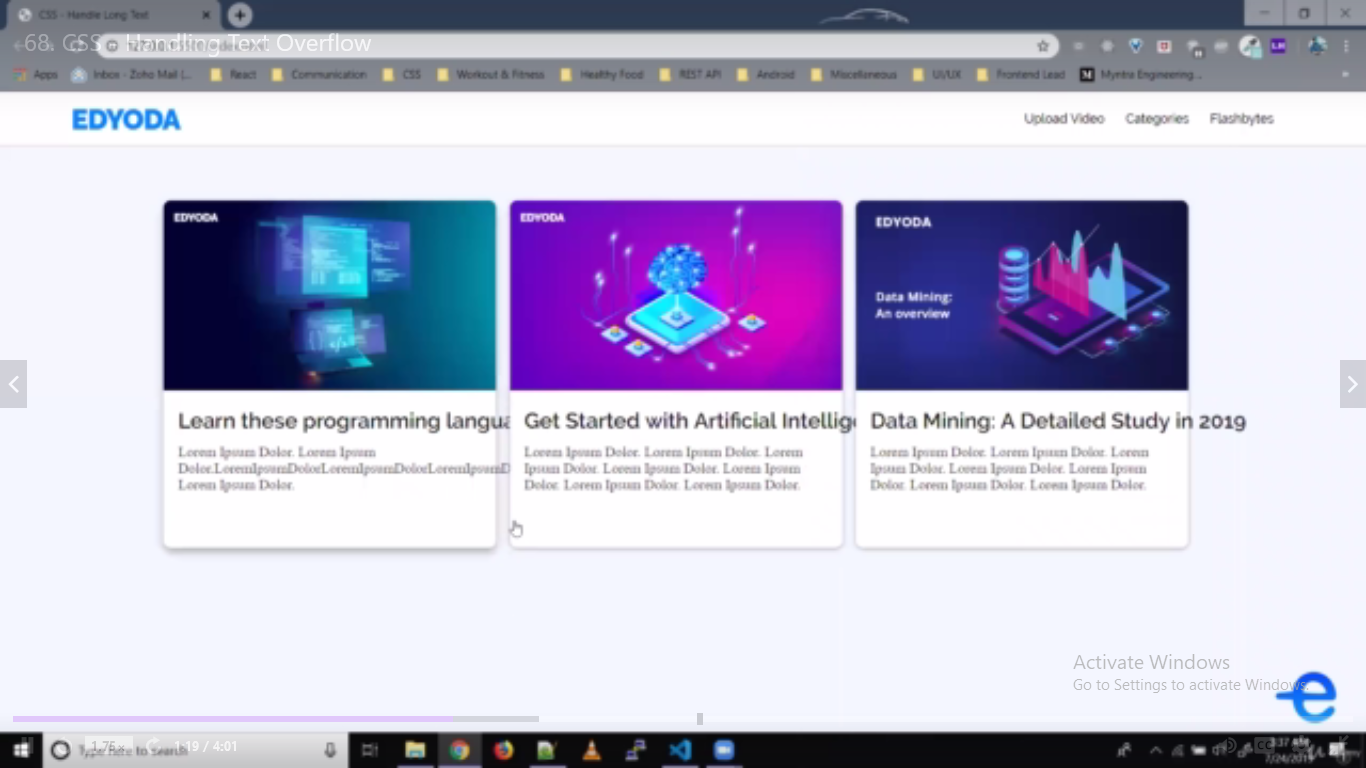 CSS - Handle Long Text
68. CSS - Handling Text Overflow
Apps Inbox - Zoho Mail (... React Communication CSS Workout & Fitness Healthy Food REST API Android Miscellaneous UI/UX Frontend Lead M Myntra Engineering...
EDYODA
Upload Video Categories Flashbytes
EDYODA
EDYODA
EDYODA
Data Mining:
An overview
Learn these programming langua
Lorem Ipsum Dolor. Lorem Ipsum
Dolor.LoremIpsumDolorLoremIpsumDolorLoremIpsumD
Lorem Ipsum Dolor.
Get Started with Artificial Intellige
Lorem Ipsum Dolor. Lorem Ipsum Dolor. Lorem
Ipsum Dolor. Lorem Ipsum Dolor. Lorem Ipsum
Dolor. Lorem Ipsum Dolor. Lorem Ipsum Dolor.
Data Mining: A Detailed Study in 2019
Lorem Ipsum Dolor. Lorem Ipsum Dolor. Lorem
Ipsum Dolor. Lorem Ipsum Dolor. Lorem Ipsum
Dolor. Lorem Ipsum Dolor. Lorem Ipsum Dolor.
Activate Windows
Go to Settings to activate Windows.
Type here to search
1.75x
1:19 / 4:01